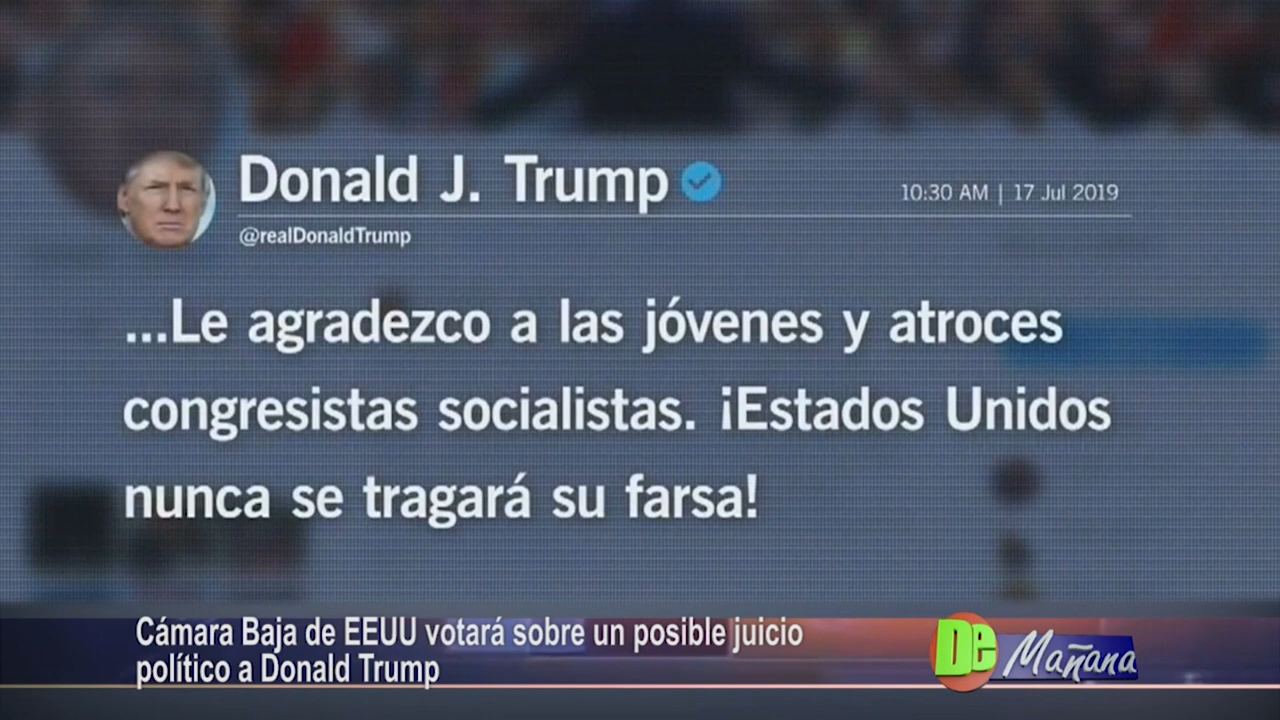 Donald J. Trump
10:30 AM | 17 Jul 2019
@realDonaldTrump
...Le agradezco a las jóvenes y atroces
congresistas socialistas. ¡Estados Unidos
nunca se tragará su farsa!
Cámara Baja de EEUU votará sobre un posible juicio
político a Donald Trump
De Mañana